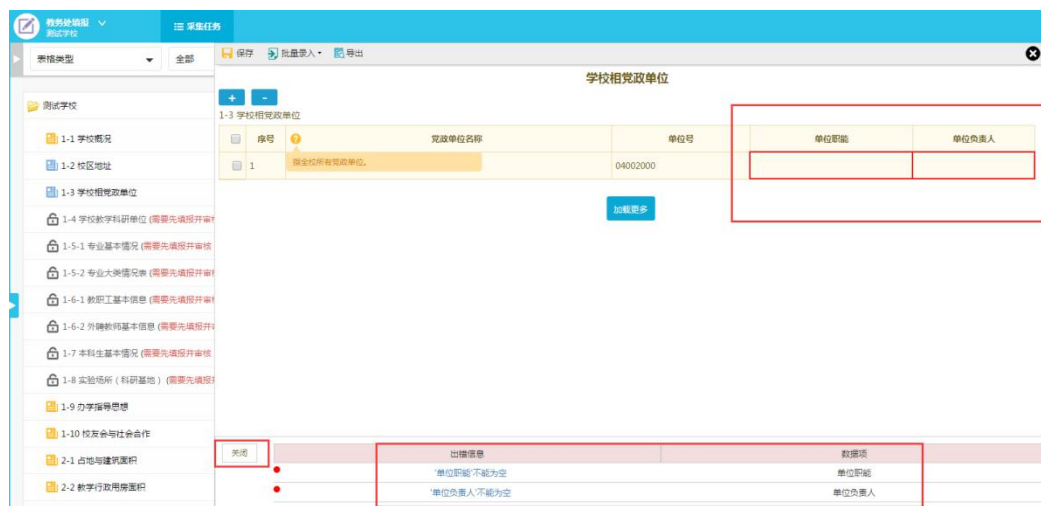 教务处填报
测试学校
采集任务
表格类型
全部
保存 批量录入 导出
学校相党政单位
+ -
1-3 学校相党政单位
序号 党政单位名称 单位号 单位职能 单位负责人
1 指全校所有党政单位。 04002000
加载更多
测试学校
1-1 学校概况
1-2 校区地址
1-3 学校相党政单位
1-4 学校教学科研单位 (需要先填报并审核
1-5-1 专业基本情况 (需要先填报并审核
1-5-2 专业大类情况表 (需要先填报并审核
1-6-1 教职工基本信息 (需要先填报并审核
1-6-2 外聘教师基本信息 (需要先填报并
1-7 本科生基本情况 (需要先填报并审核
1-8 实验场所（科研基地） (需要先填报
1-9 办学指导思想
1-10 校友会与社会合作
2-1 占地与建筑面积
2-2 教学行政用房面积
关闭
出错信息 数据项
'单位职能'不能为空 单位职能
'单位负责人'不能为空 单位负责人